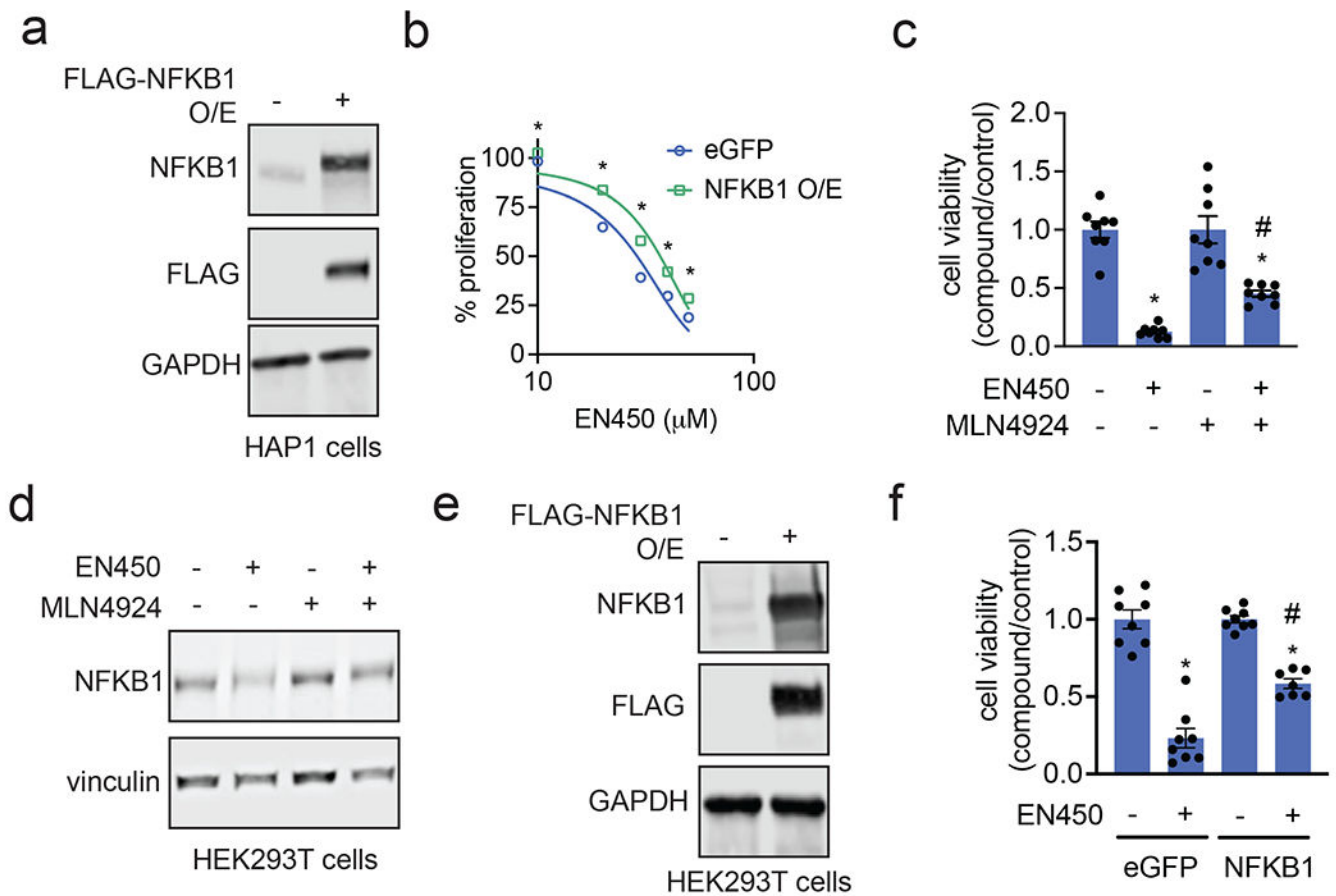 a
FLAG-NFKB1
O/E - +
NFKB1
FLAG
GAPDH
HAP1 cells
b
* * * * *
eGFP
NFKB1 O/E
100
75
50
25
0
% proliferation
10 100
EN450 (μM)
c
2.0
1.5
1.0
0.5
0.0
cell viability
(compound/control)
*
#
*
EN450 - + - +
MLN4924 - - + +
d
EN450 - + - +
MLN4924 - - + +
NFKB1
vinculin
HEK293T cells
e
FLAG-NFKB1
O/E - +
NFKB1
FLAG
GAPDH
HEK293T cells
f
1.5
1.0
0.5
0.0
cell viability
(compound/control)
*
#
*
EN450 - + - +
eGFP NFKB1